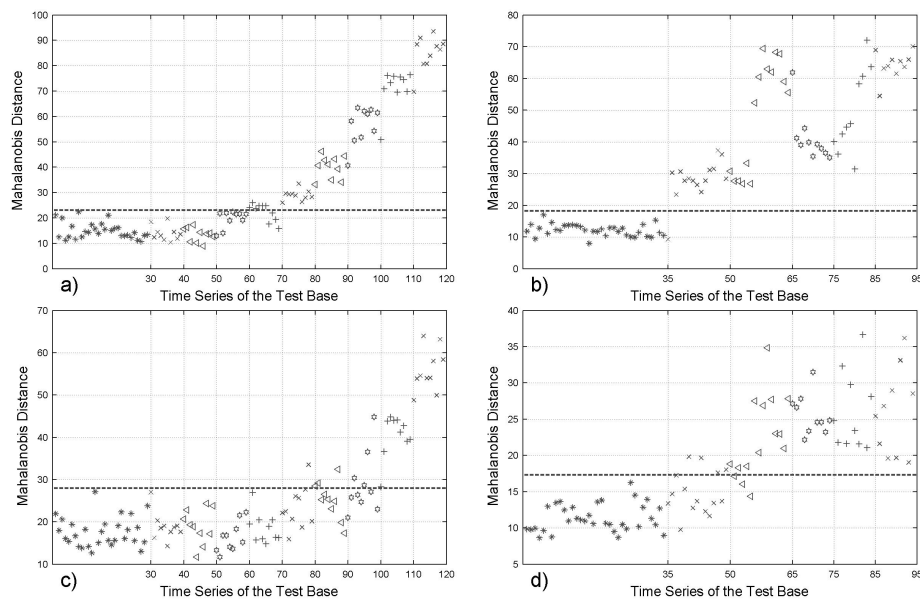 100
90
80
70
60
50
40
30
20
10
0
Mahalanobis Distance
30 40 50 60 70 80 90 100 110 120
a) Time Series of the Test Base
80
70
60
50
40
30
20
10
0
Mahalanobis Distance
35 50 65 75 85 95
b) Time Series of the Test Base
70
60
50
40
30
20
10
Mahalanobis Distance
30 40 50 60 70 80 90 100 110 120
c) Time Series of the Test Base
40
35
30
25
20
15
10
5
Mahalanobis Distance
35 50 65 75 85 95
d) Time Series of the Test Base